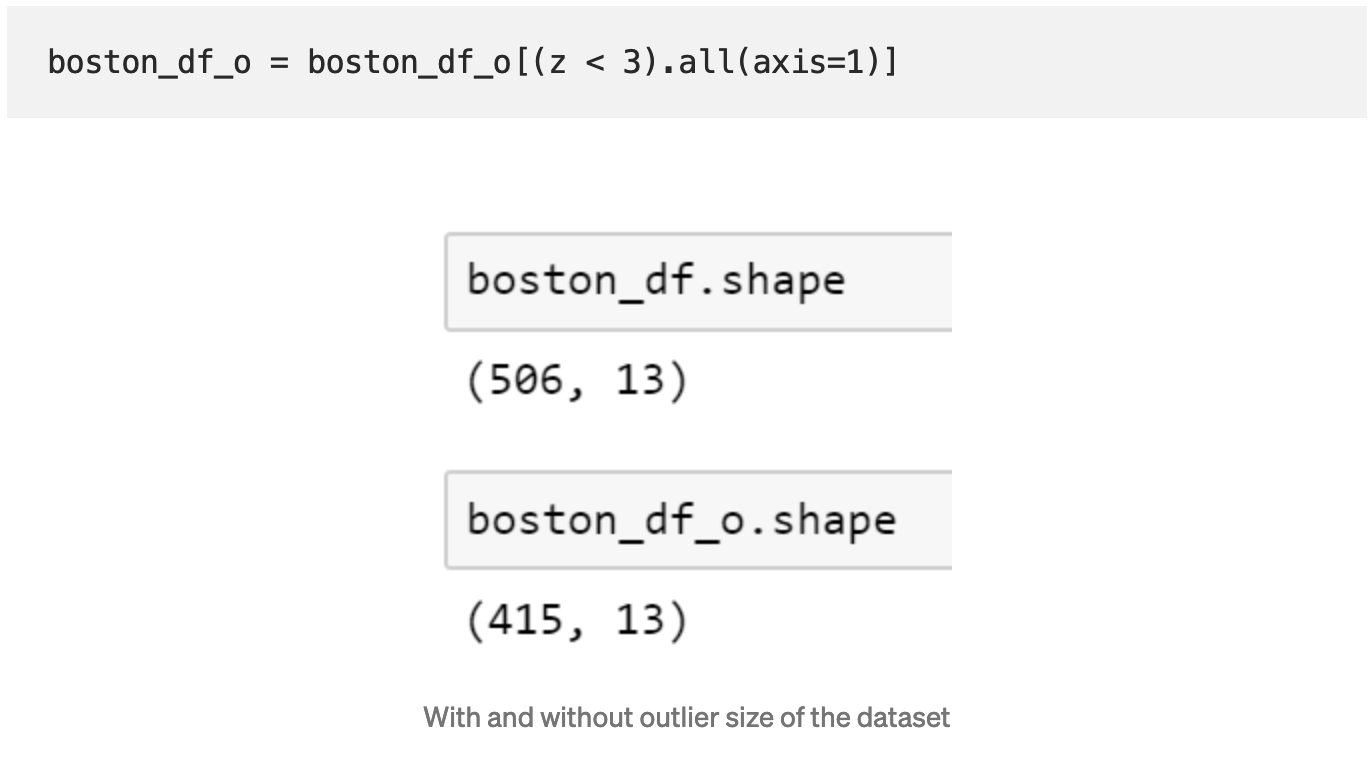 boston_df_o = boston_df_o[(z < 3).all(axis=1)]
boston_df.shape
(506, 13)
boston_df_o.shape
(415, 13)
With and without outlier size of the dataset